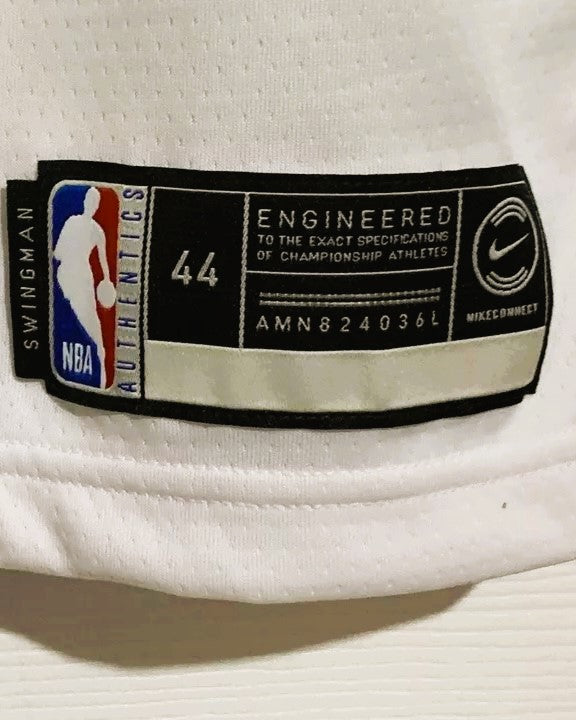 SWINGMAN
NBA
AUTHENTICS
44
ENGINEERED
TO THE EXACT SPECIFICATIONS
OF CHAMPIONSHIP ATHLETES
AMN824036L
NIKECONNECT